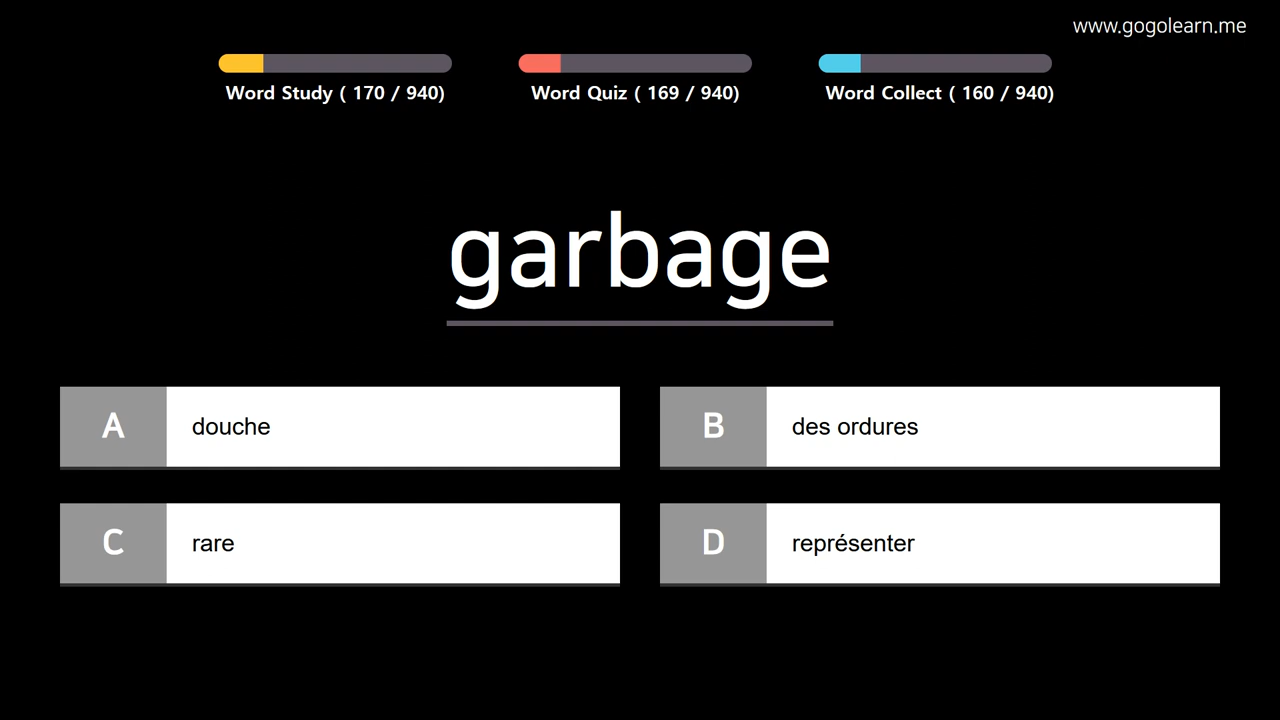 www.gogolearn.me
Word Study ( 170 / 940)
Word Quiz ( 169 / 940)
Word Collect ( 160 / 940)
garbage
A douche
B des ordures
C rare
D représenter